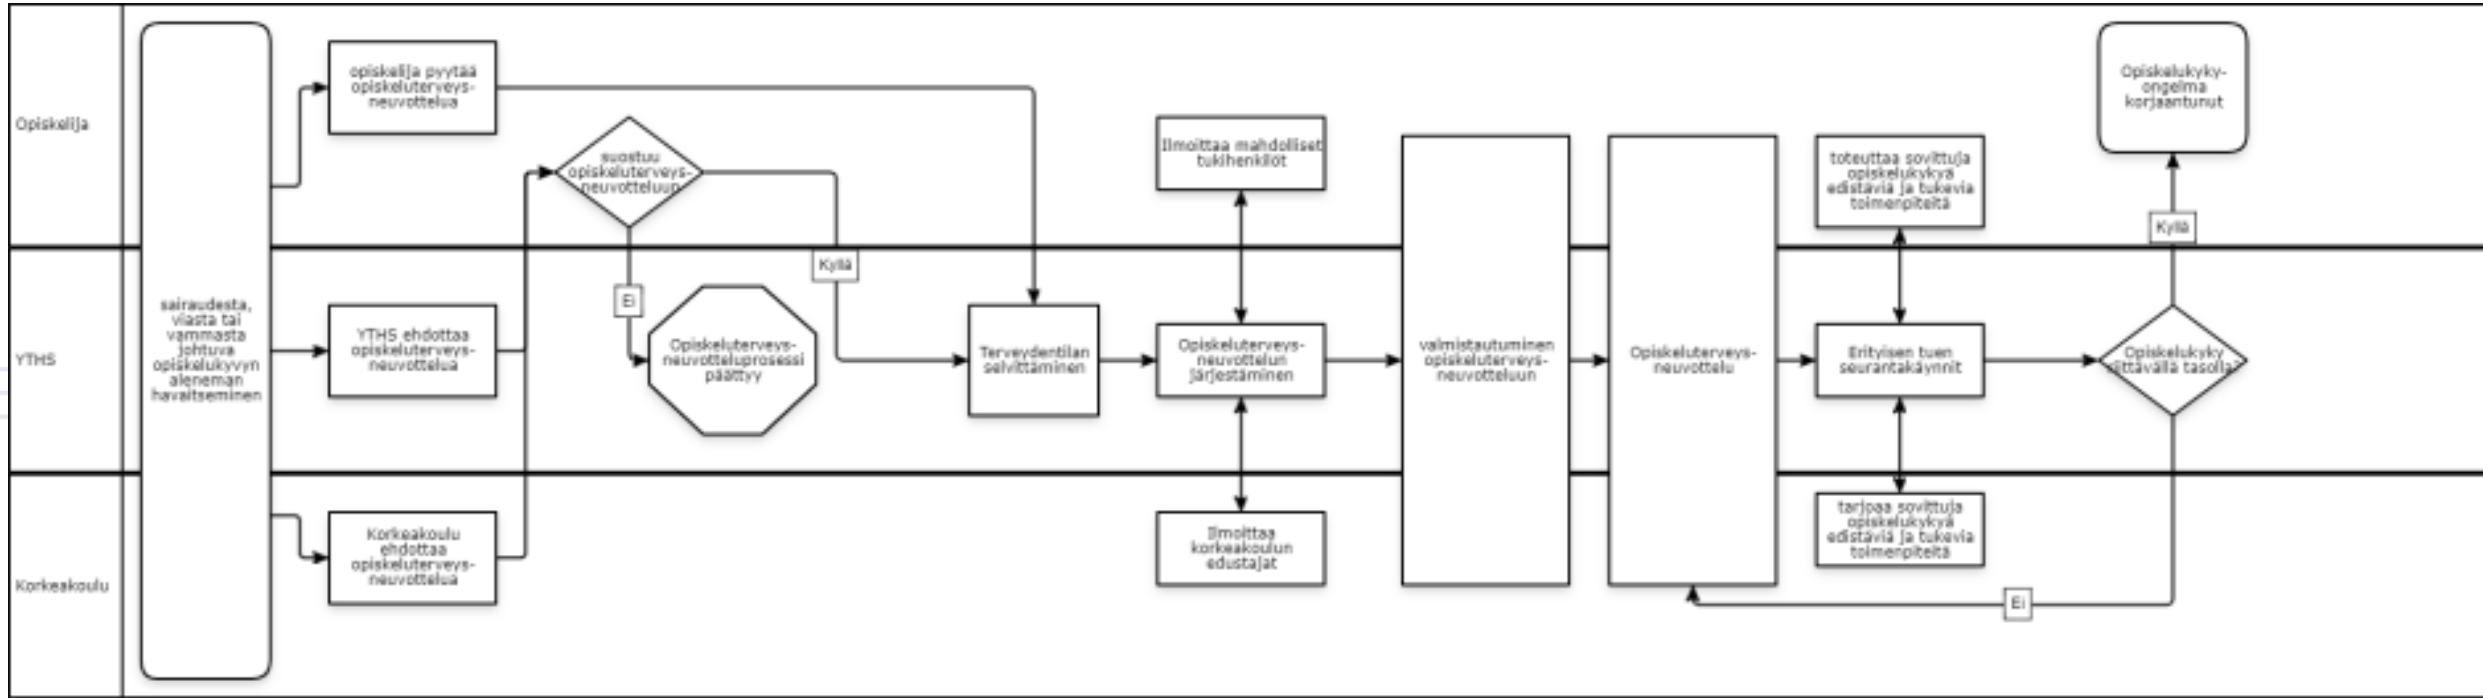 Opiskelija
YTHS
Korkeakoulu
sairaudesta,
viasta tai
vammasta
johtuva
opiskelukyvyn
aleneman
havaitseminen
opiskelija pyytää
opiskeluterveys-
neuvottelua
YTHS ehdottaa
opiskeluterveys-
neuvottelua
Korkeakoulu
ehdottaa
opiskeluterveys-
neuvottelua
suostuu
opiskeluterveys-
neuvotteluun
Ei
Opiskeluterveys-
neuvotteluprosessi
päättyy
Kyllä
Terveydentilan
selvittäminen
Ilmoittaa mahdolliset
tukihenkilöt
Opiskeluterveys-
neuvottelun
järjestäminen
Ilmoittaa
korkeakoulun
edustajat
valmistautuminen
opiskeluterveys-
neuvotteluun
Opiskeluterveys-
neuvottelu
toteuttaa sovittuja
opiskelukykyä
edistäviä ja tukevia
toimenpiteitä
Erityisen tuen
seurantakäynnit
tarjoaa sovittuja
opiskelukykyä
edistäviä ja tukevia
toimenpiteitä
Opiskelukyky-
ongelma
korjaantunut
Kyllä
Opiskelukyky
riittävällä tasolla?
Ei